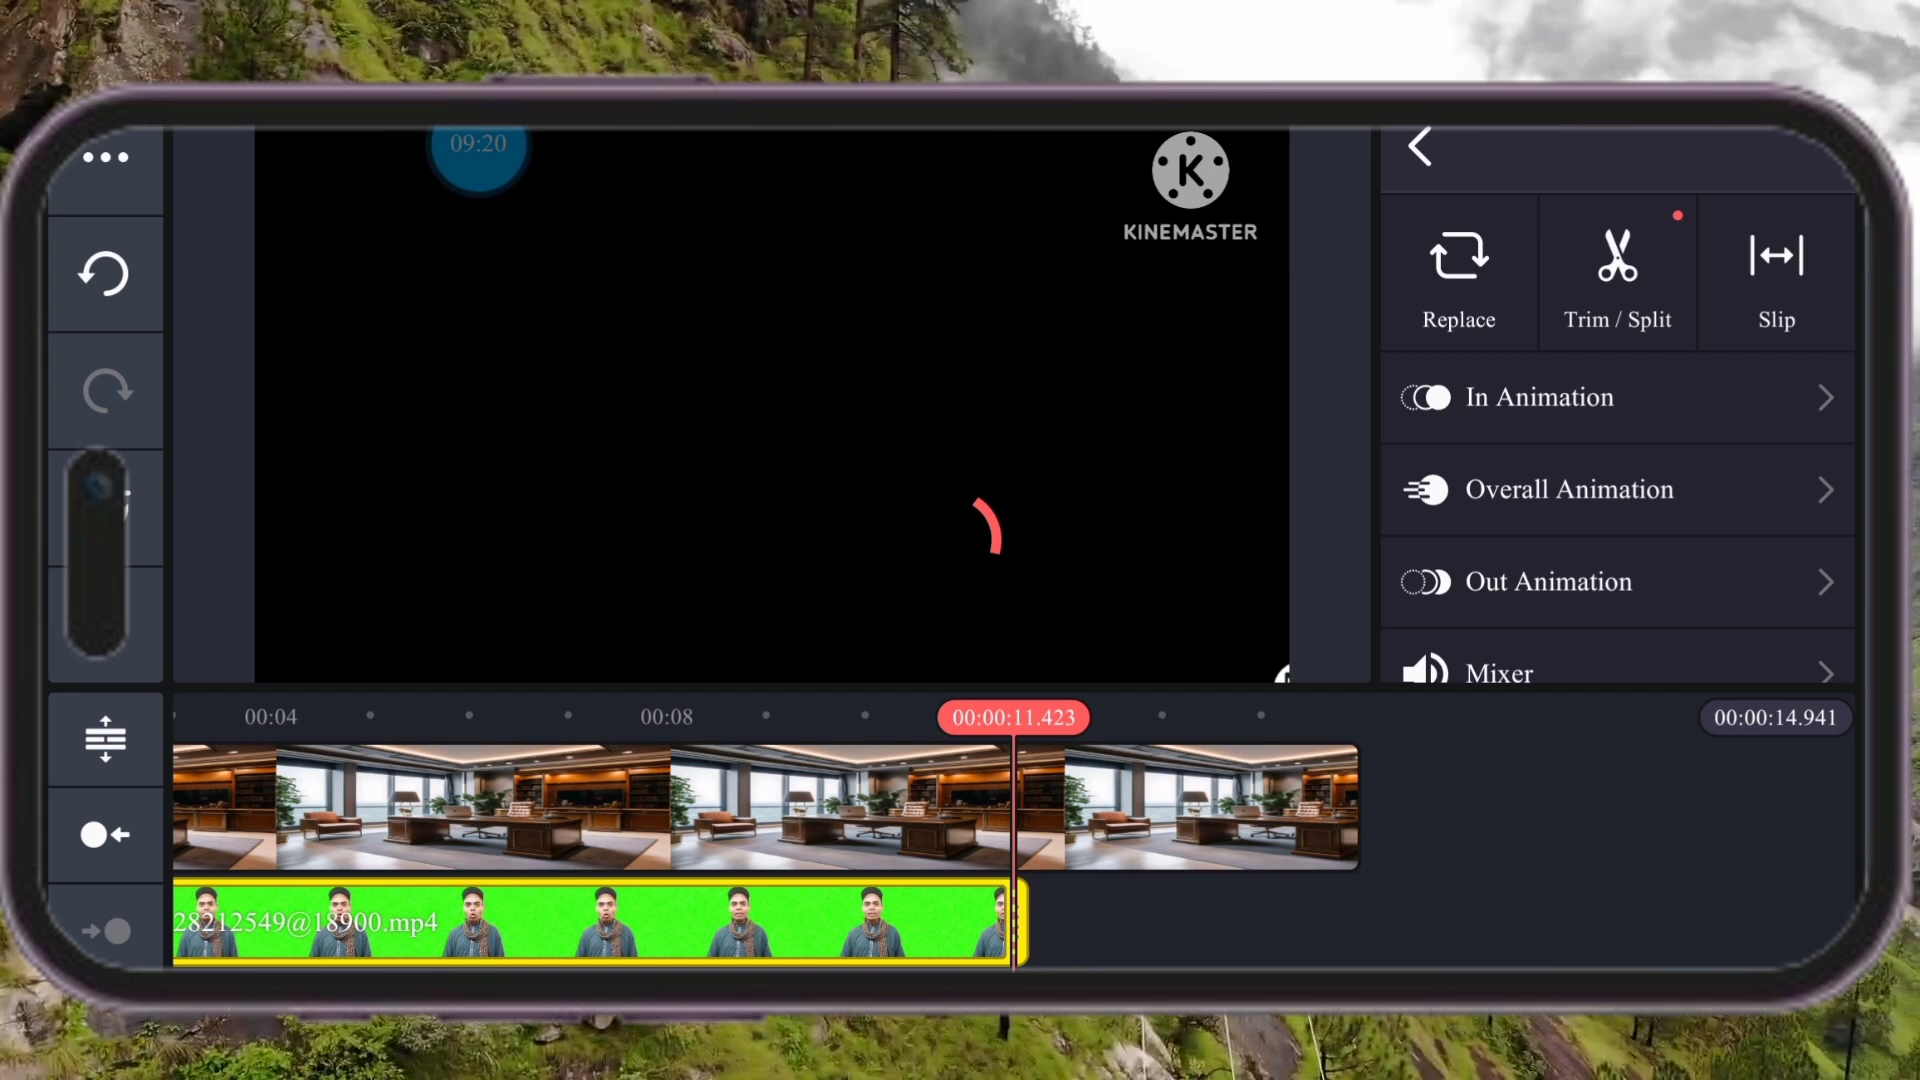 09:20
K
KINEMASTER
Replace
Trim / Split
Slip
In Animation
Overall Animation
Out Animation
Mixer
00:04
00:08
00:00:11.423
00:00:14.941
28212549@18900.mp4